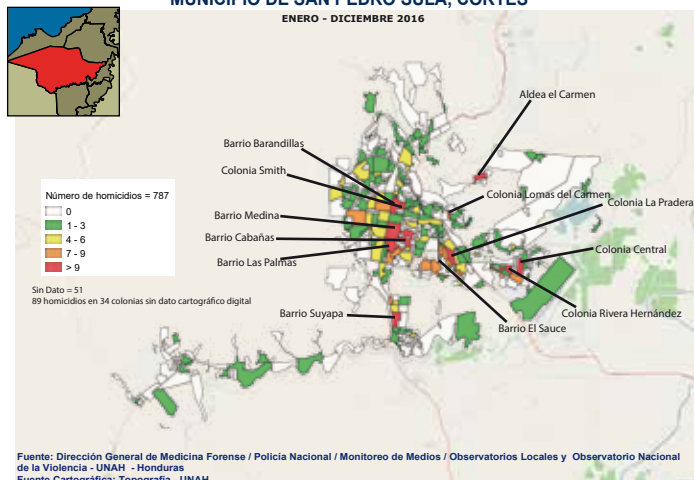 MUNICIPIO DE SAN PEDRO SULA, CORTÉS
ENERO - DICIEMBRE 2016
Aldea el Carmen
Barrio Barandillas
Colonia Smith
Colonia Lomas del Carmen
Colonia La Pradera
Número de homicidios = 787
0
1 - 3
4 - 6
7 - 9
> 9
Barrio Medina
Barrio Cabañas
Colonia Central
Barrio Las Palmas
Sin Dato = 51
89 homicidios en 34 colonias sin dato cartográfico digital
Barrio Suyapa
Colonia Rivera Hernández
Barrio El Sauce
Fuente: Dirección General de Medicina Forense / Policía Nacional / Monitoreo de Medios / Observatorios Locales y Observatorio Nacional
de la Violencia - UNAH - Honduras
Fuente Cartográfica: Topografía - UNAH